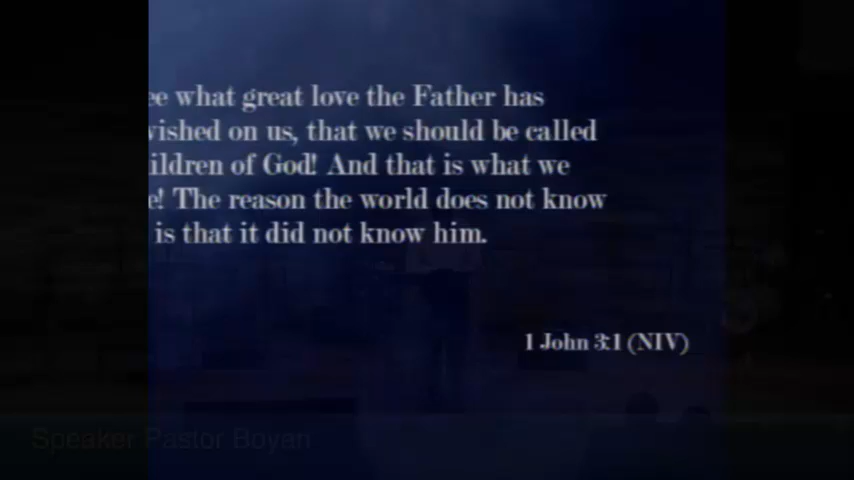 ee what great love the Father has
vished on us, that we should be called
ildren of God! And that is what we
e! The reason the world does not know
is that it did not know him.
1 John 3:1 (NIV)
Speaker Pastor Boyan